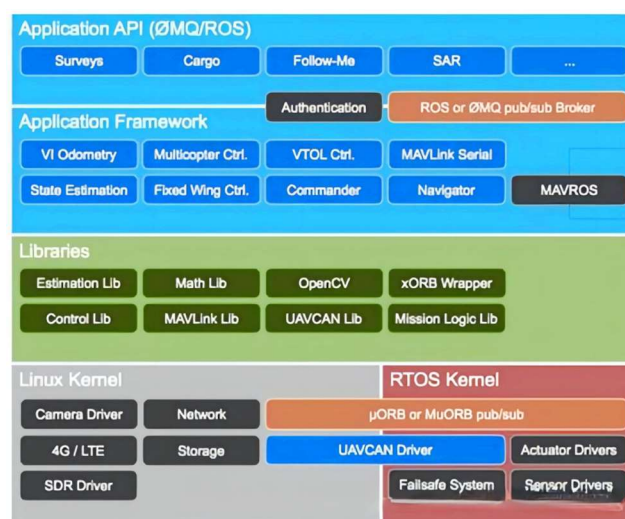 Application API (ØMQ/ROS)
Surveys Cargo Follow-Me SAR ...
Authentication ROS or ØMQ pub/sub Broker
Application Framework
VI Odometry Multicopter Ctrl. VTOL Ctrl. MAVLink Serial
State Estimation Fixed Wing Ctrl. Commander Navigator MAVROS
Libraries
Estimation Lib Math Lib OpenCV xORB Wrapper
Control Lib MAVLink Lib UAVCAN Lib Mission Logic Lib
Linux Kernel RTOS Kernel
Camera Driver Network µORB or MuORB pub/sub
4G / LTE Storage UAVCAN Driver Actuator Drivers
SDR Driver Failsafe System Sensor Drivers